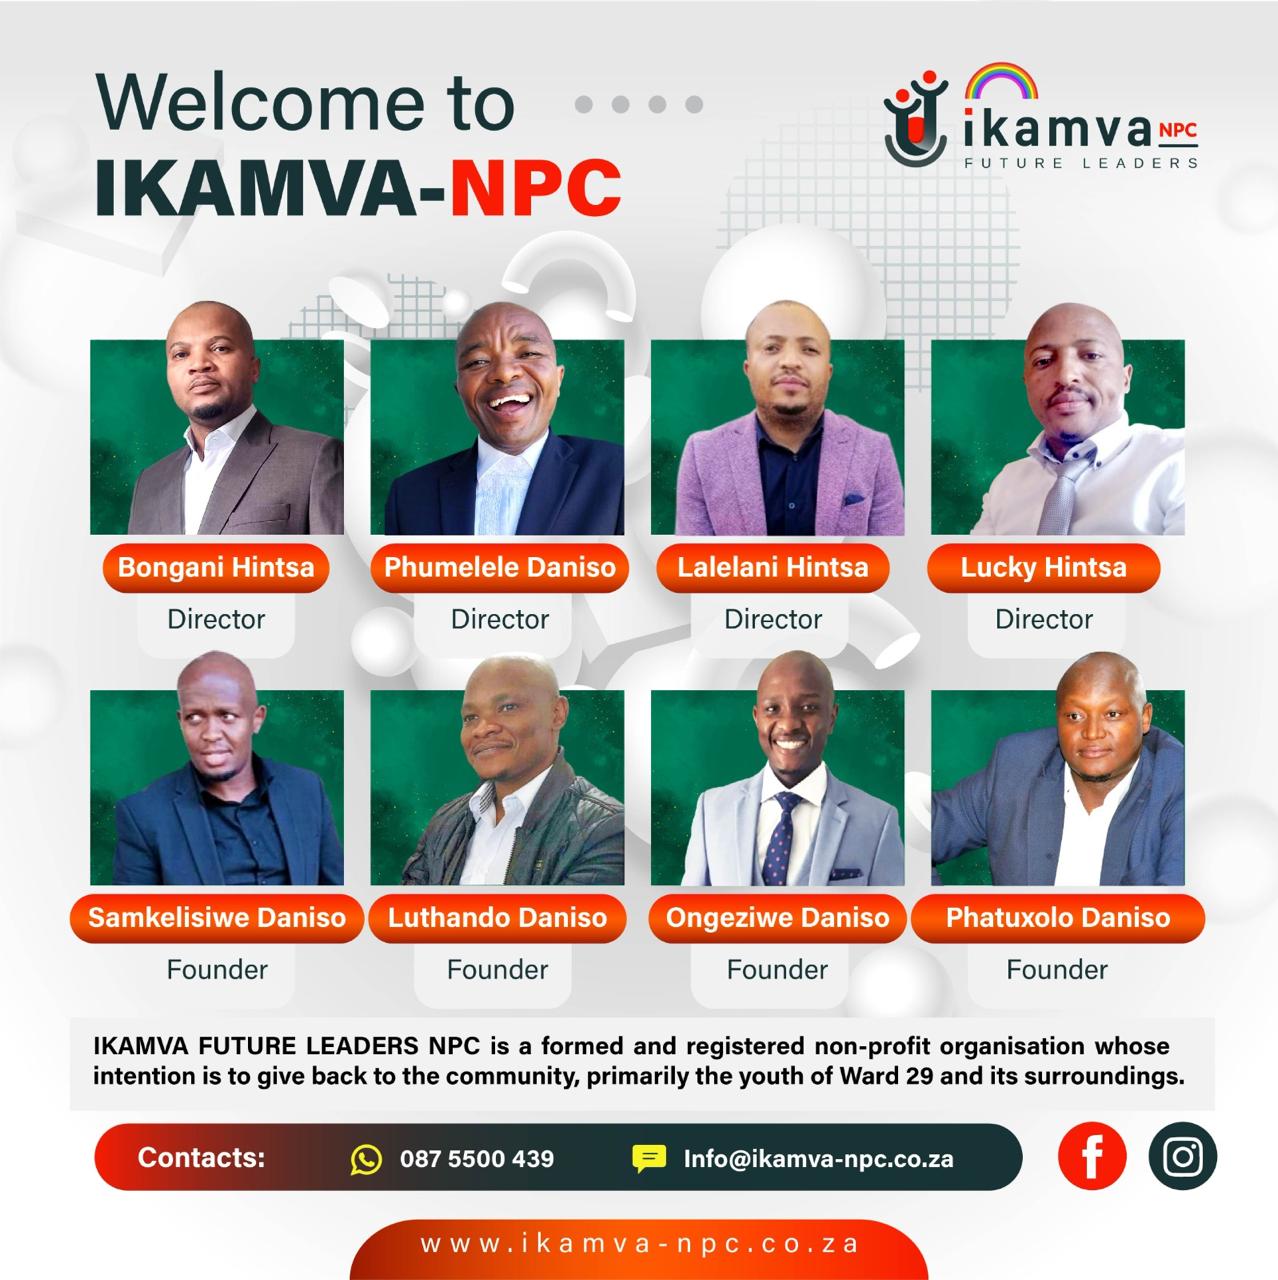 Welcome to
IKAMVA-NPC
ikamva NPC
FUTURE LEADERS
Bongani Hintsa
Director
Phumelele Daniso
Director
Lalelani Hintsa
Director
Lucky Hintsa
Director
Samkelisiwe Daniso
Founder
Luthando Daniso
Founder
Ongeziwe Daniso
Founder
Phatuxolo Daniso
Founder
IKAMVA FUTURE LEADERS NPC is a formed and registered non-profit organisation whose
intention is to give back to the community, primarily the youth of Ward 29 and its surroundings.
Contacts: 087 5500 439 Info@ikamva-npc.co.za
www.ikamva-npc.co.za